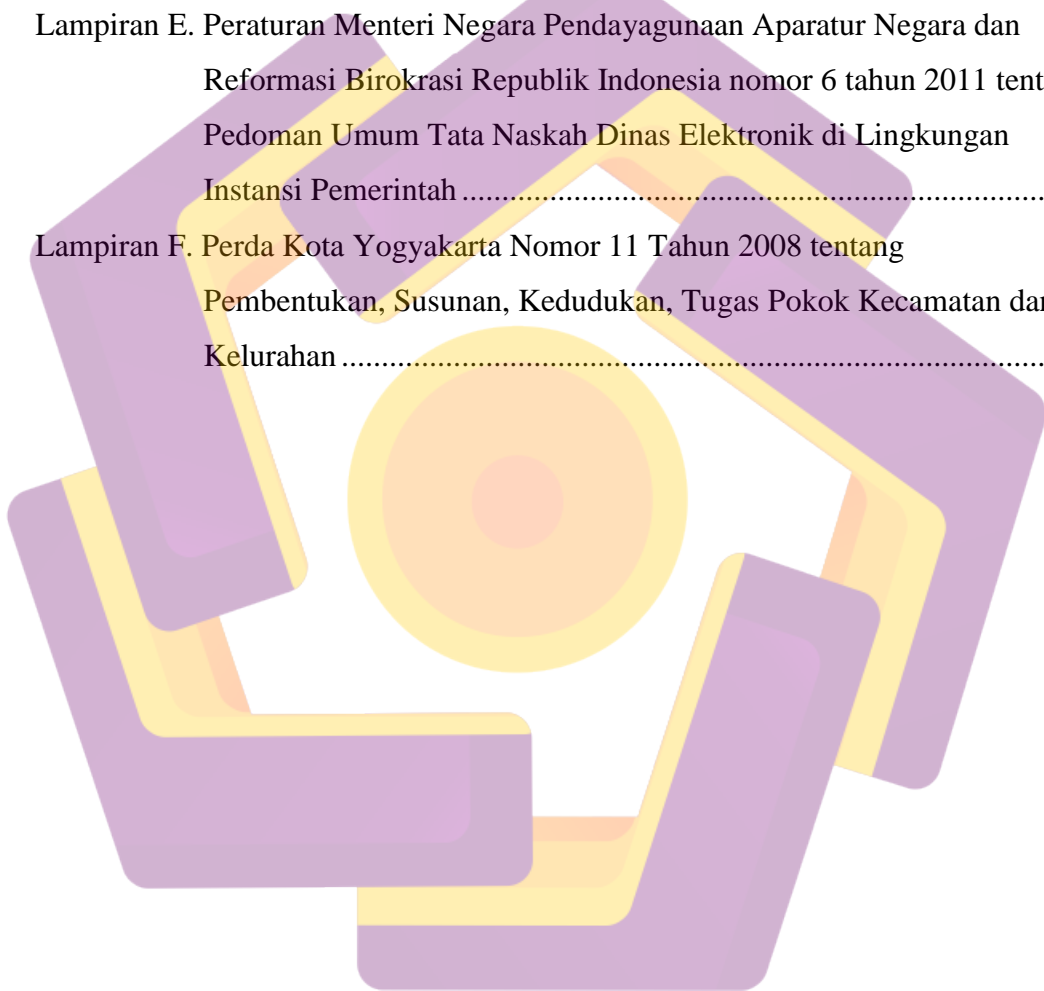 Lampiran E. Peraturan Menteri Negara Pendayagunaan Aparatur Negara dan
Reformasi Birokrasi Republik Indonesia nomor 6 tahun 2011 tent
Pedoman Umum Tata Naskah Dinas Elektronik di Lingkungan
Instansi Pemerintah ........................................................................
Lampiran F. Perda Kota Yogyakarta Nomor 11 Tahun 2008 tentang
Pembentukan, Susunan, Kedudukan, Tugas Pokok Kecamatan dan
Kelurahan .......................................................................................